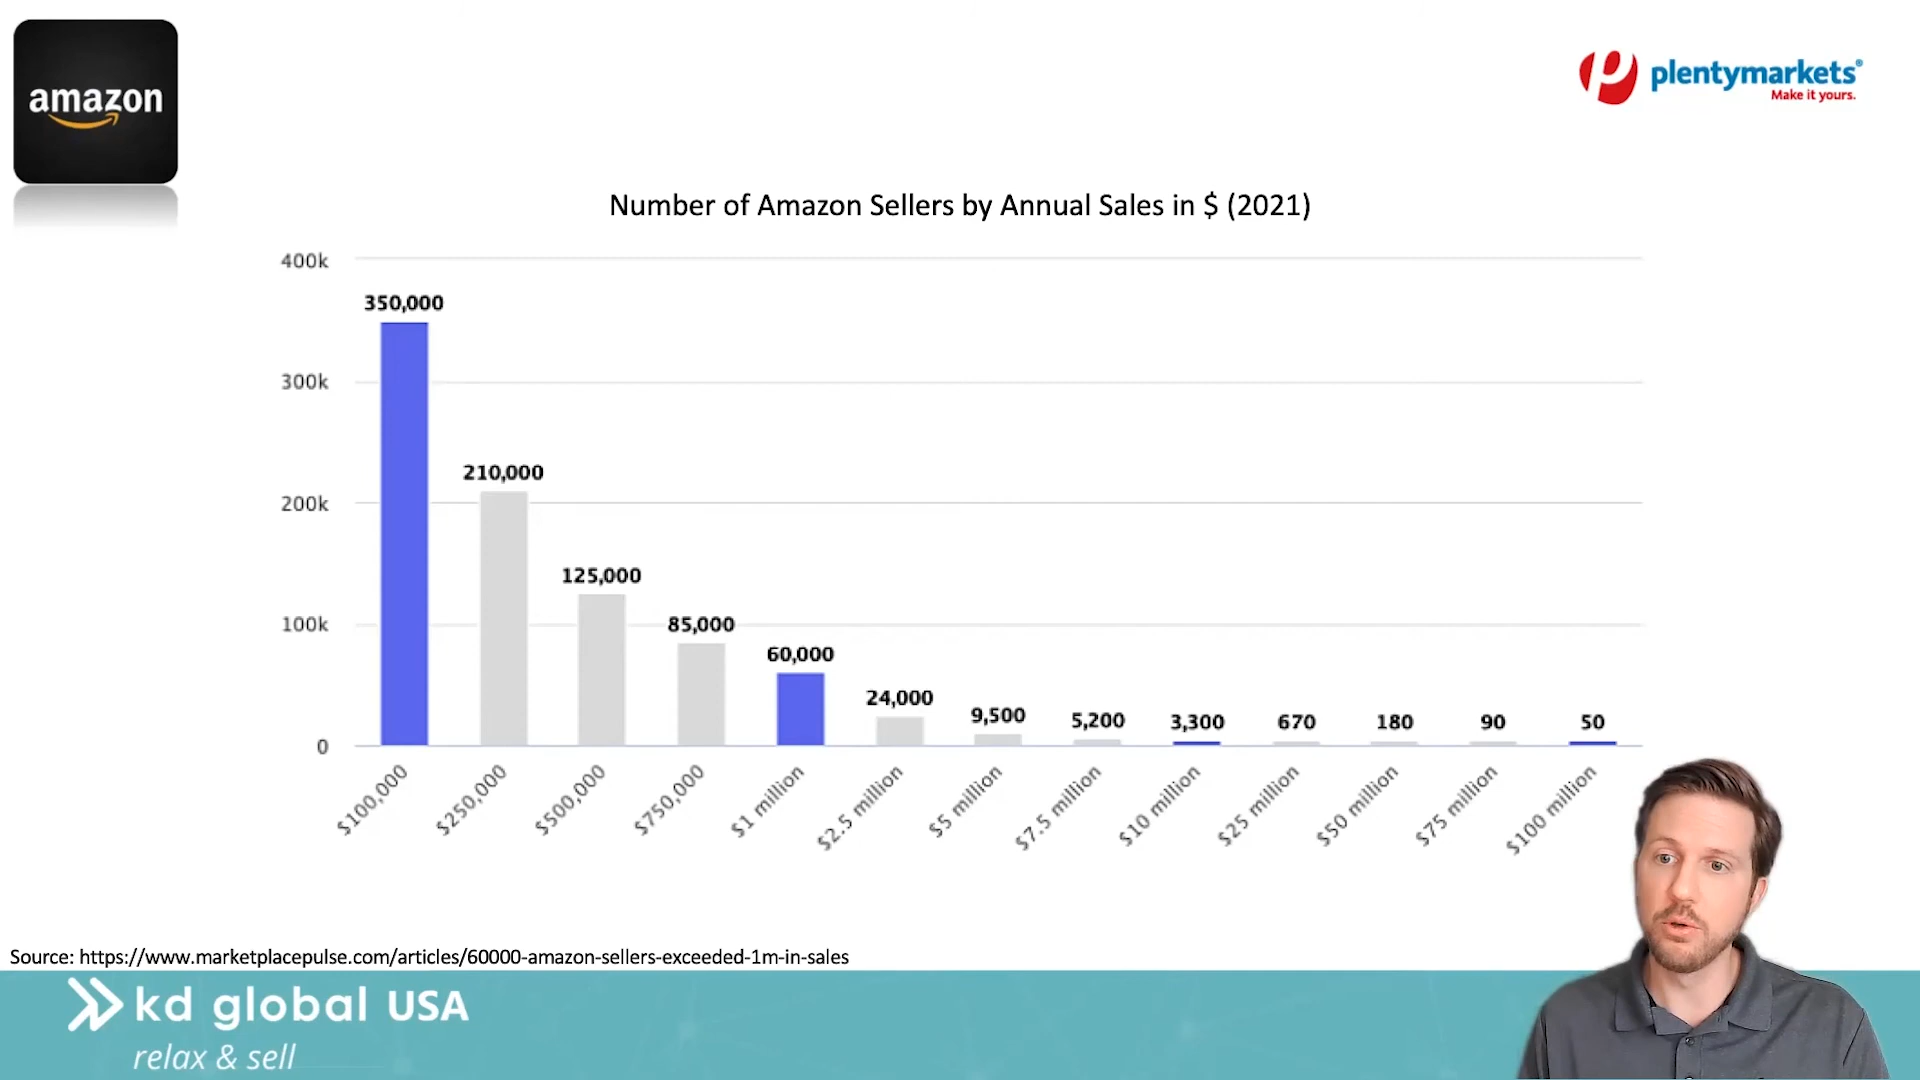 amazon
plentymarkets®
Make it yours.
Number of Amazon Sellers by Annual Sales in $ (2021)
400k
300k
200k
100k
0
350,000
210,000
125,000
85,000
60,000
24,000
9,500
5,200
3,300
670
180
90
50
$100,000
$250,000
$500,000
$750,000
$1 million
$2.5 million
$5 million
$7.5 million
$10 million
$25 million
$50 million
$75 million
$100 million
Source: https://www.marketplacepulse.com/articles/60000-amazon-sellers-exceeded-1m-in-sales
kd global USA
relax & sell